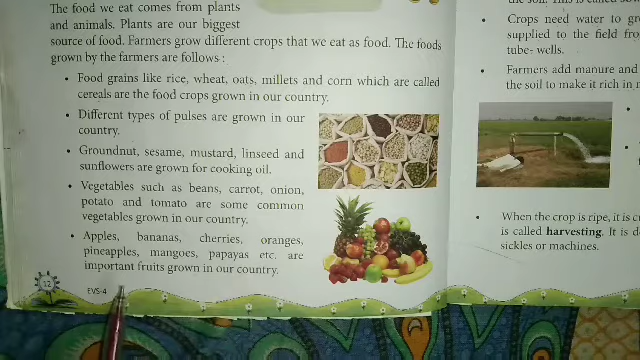 The food we eat comes from plants
and animals. Plants are our biggest
source of food. Farmers grow different crops that we eat as food. The foods
grown by the farmers are follows :
• Food grains like rice, wheat, oats, millets and corn which are called
cereals are the food crops grown in our country.
• Different types of pulses are grown in our
country.
• Groundnut, sesame, mustard, linseed and
sunflowers are grown for cooking oil.
• Vegetables such as beans, carrot, onion,
potato and tomato are some common
vegetables grown in our country.
• Apples, bananas, cherries, oranges,
pineapples, mangoes, papayas etc. are
important fruits grown in our country.
12
EVS-4
• Crops need water to
supplied to the field
tube- wells.
• Farmers add manure and
the soil to make it rich in
• When the crop is ripe, it is
is called harvesting. It is
sickles or machines.